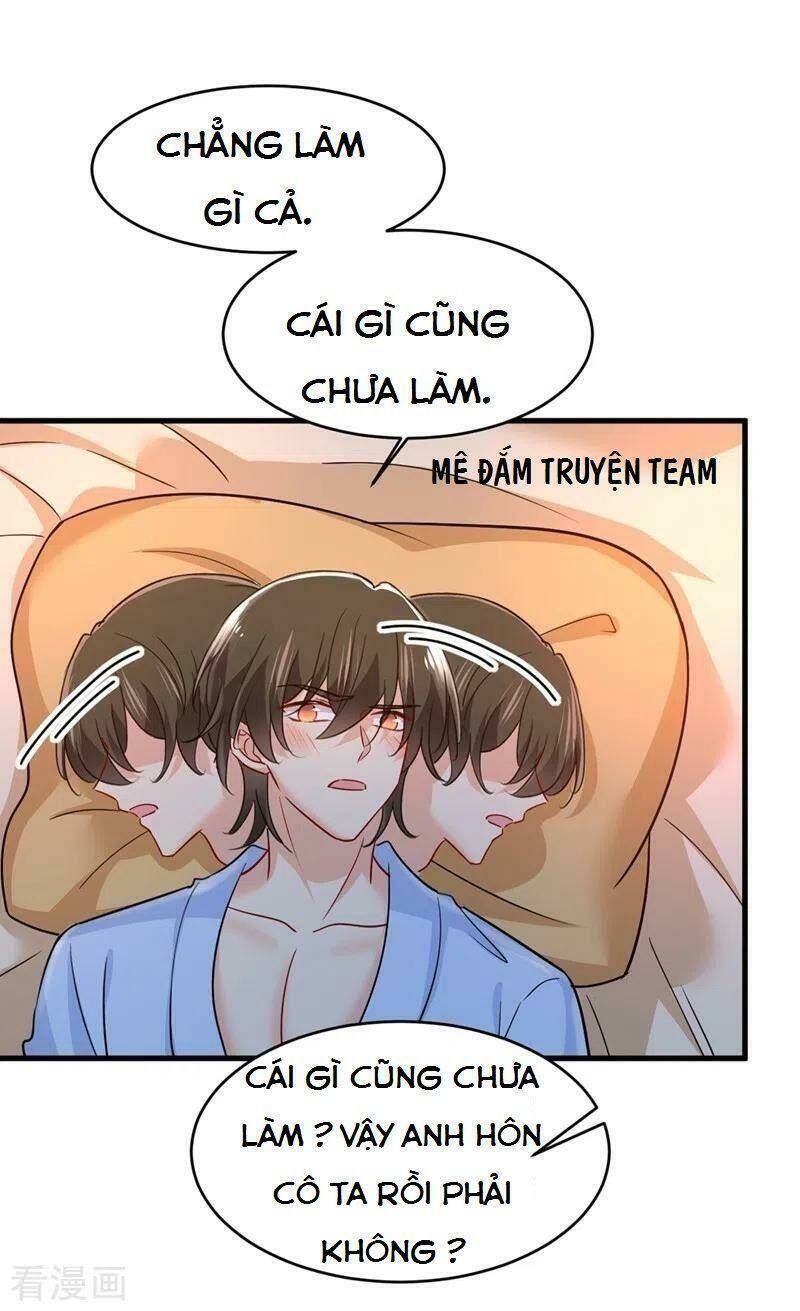 CHẲNG LÀM
GÌ CẢ.
CÁI GÌ CŨNG
CHƯA LÀM.
MÊ ĐẮM TRUYỆN TEAM
CÁI GÌ CŨNG CHƯA
LÀM ? VẬY ANH HÔN
CÔ TA RỒI PHẢI
KHÔNG ?
看漫画